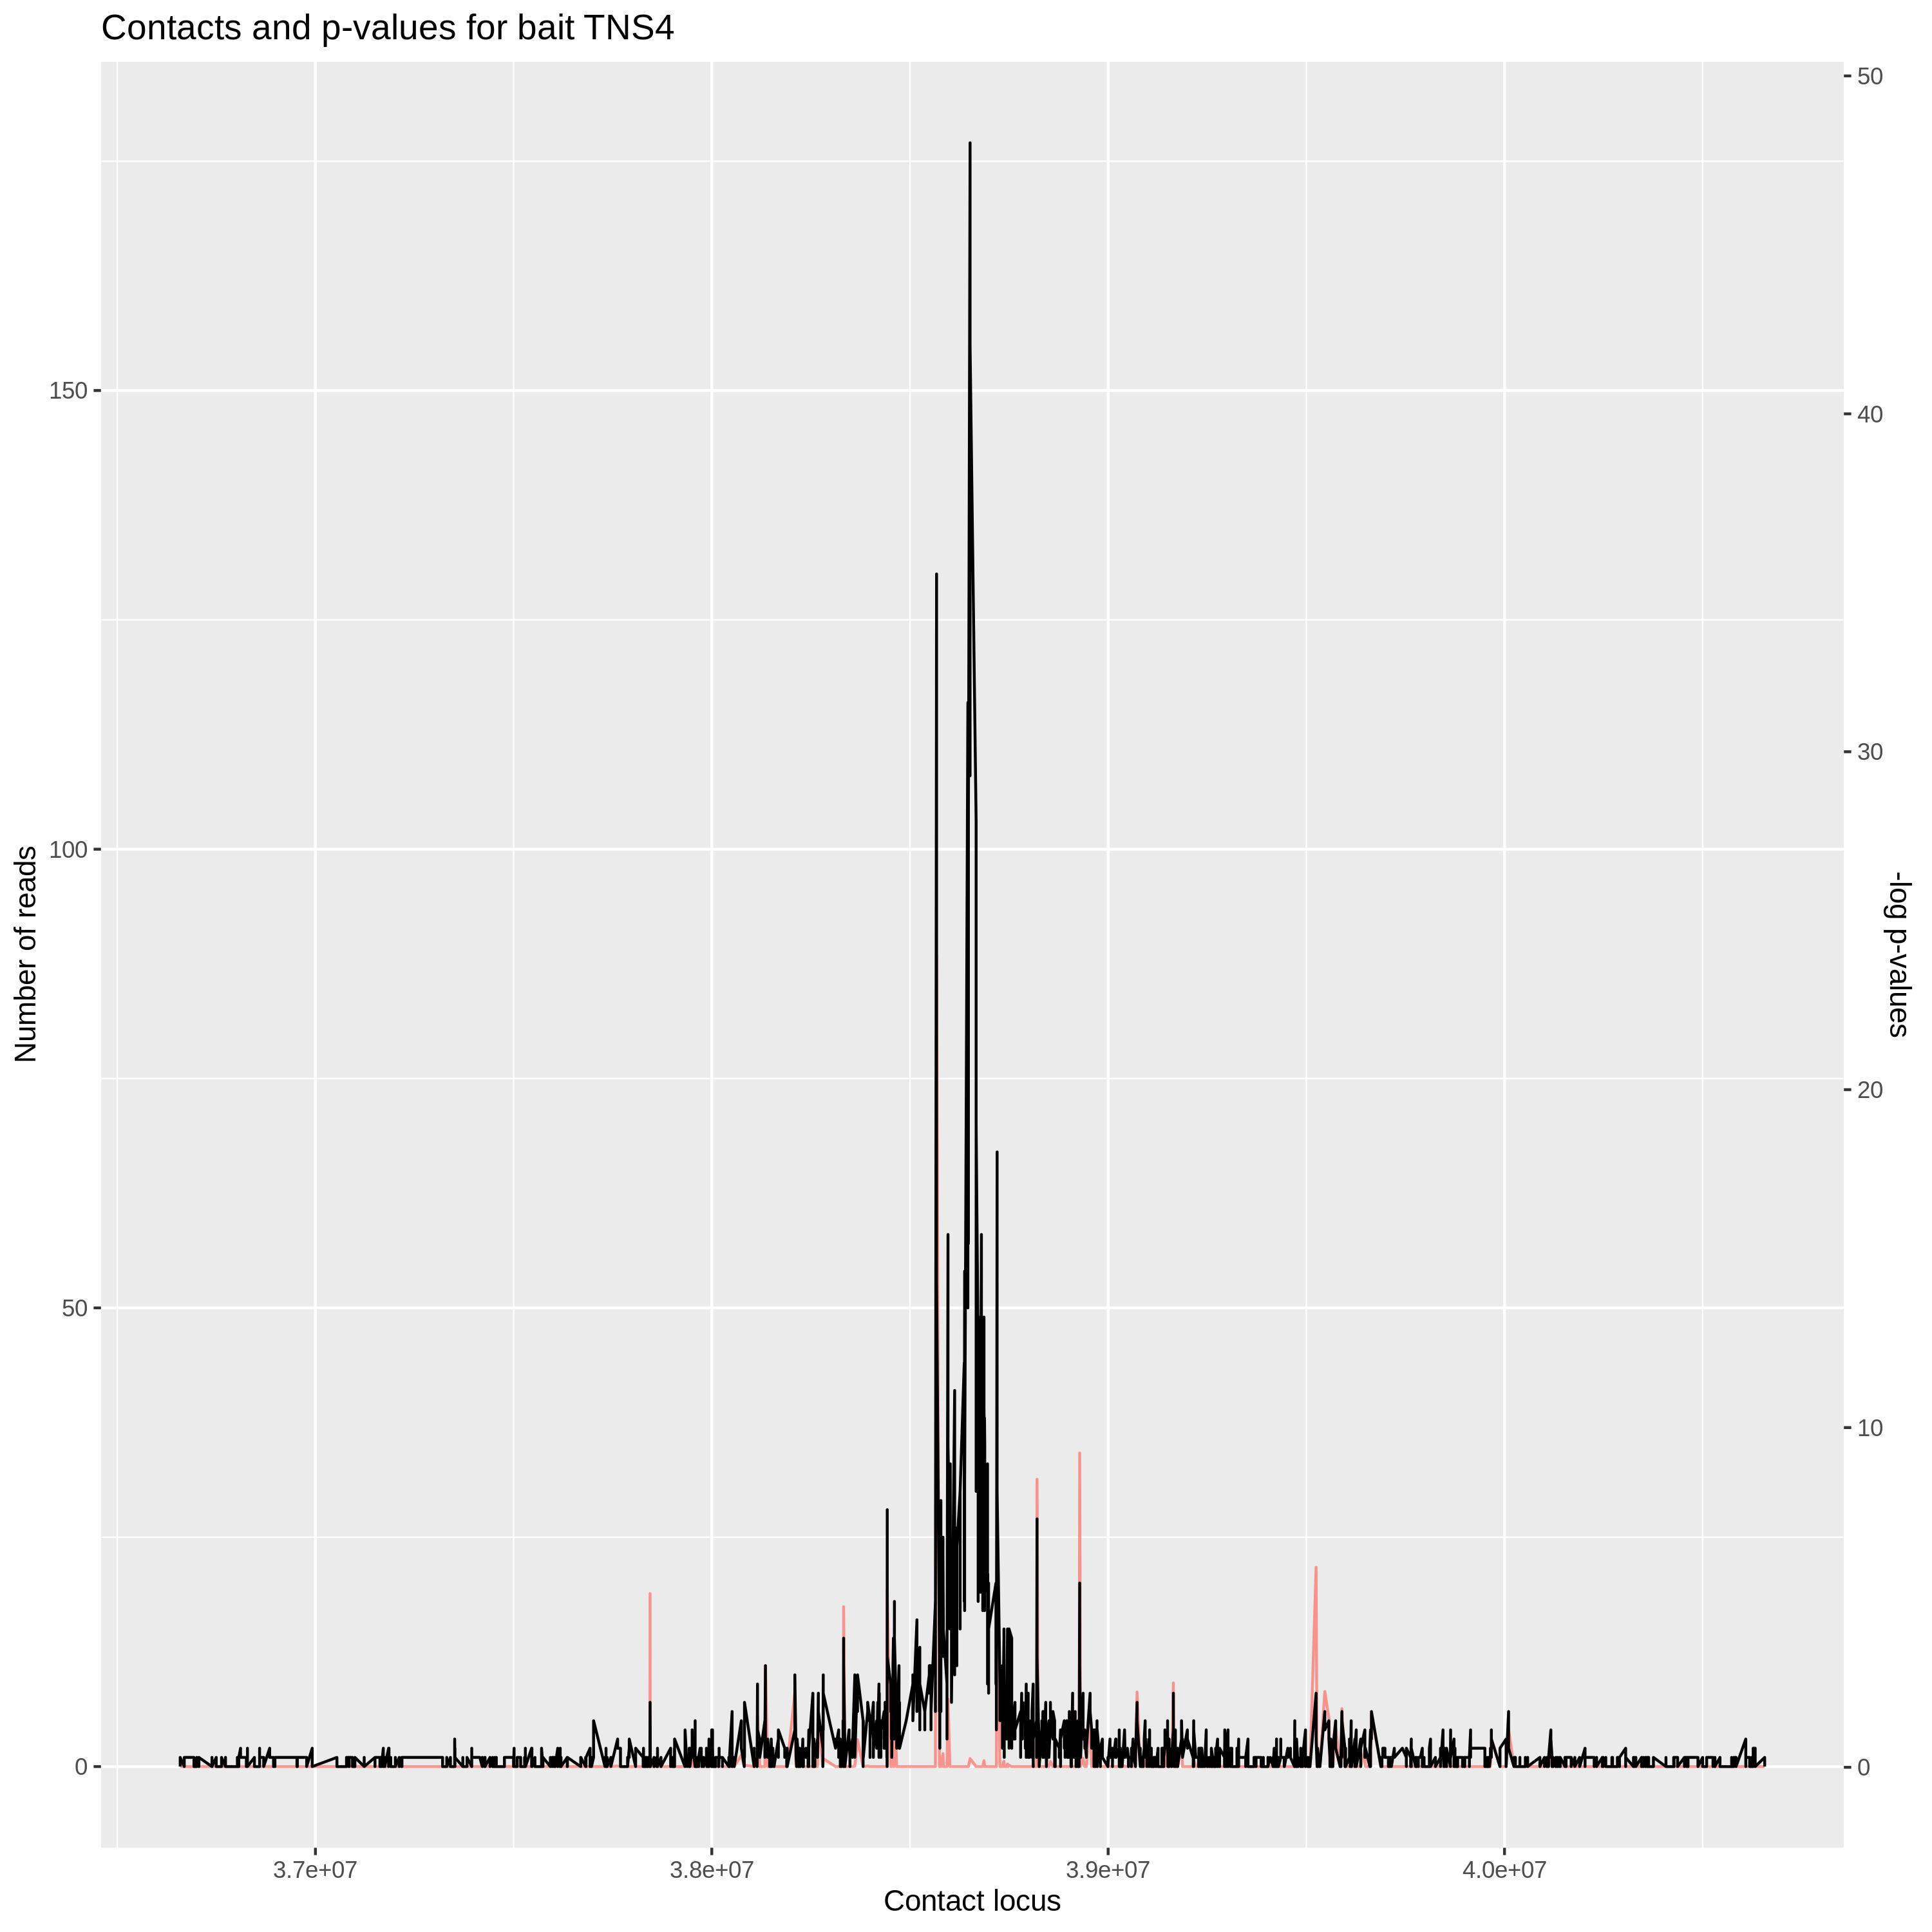 Contacts and p-values for bait TNS4
50
40
30
20
10
0
-log p-values
150
100
50
0
Number of reads
3.7e+07
3.8e+07
3.9e+07
4.0e+07
Contact locus